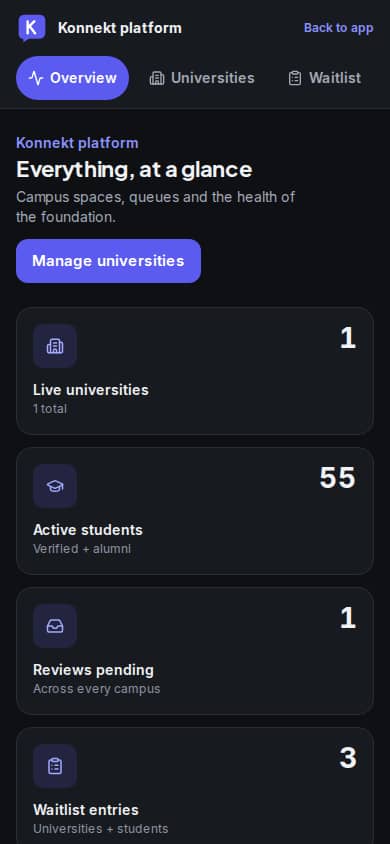 Konnekt platform
Back to app
Overview
Universities
Waitlist
Konnekt platform
Everything, at a glance
Campus spaces, queues and the health of
the foundation.
Manage universities
1
Live universities
1 total
55
Active students
Verified + alumni
1
Reviews pending
Across every campus
3
Waitlist entries
Universities + students